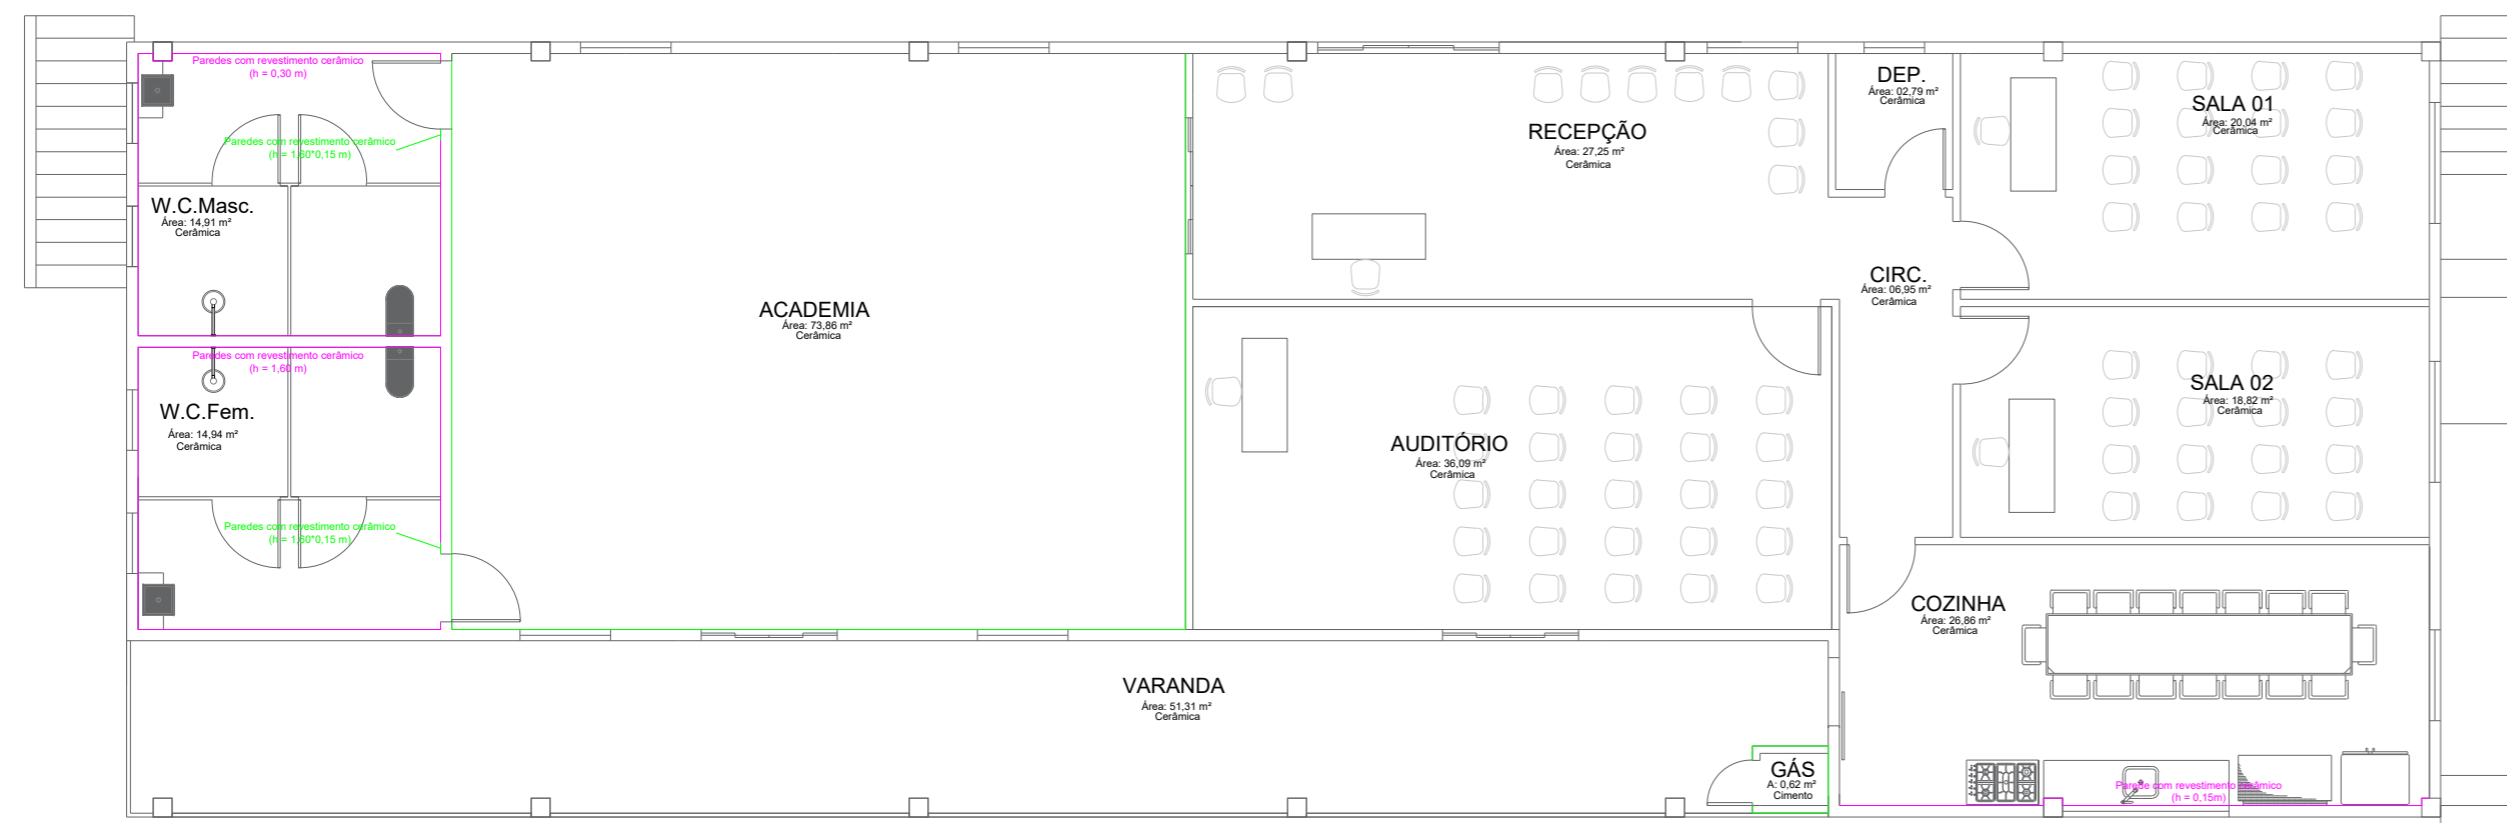 Paredes com revestimento cerâmico
(h = 0,30 m)
Paredes com revestimento cerâmico
(h = 1,60*0,15 m)
W.C.Masc.
Área: 14,91 m²
Cerâmica
Paredes com revestimento cerâmico
(h = 1,60 m)
W.C.Fem.
Área: 14,94 m²
Cerâmica
Paredes com revestimento cerâmico
(h = 1,60*0,15 m)
ACADEMIA
Área: 73,86 m²
Cerâmica
RECEPÇÃO
Área: 27,25 m²
Cerâmica
DEP.
Área: 02,79 m²
Cerâmica
SALA 01
Área: 20,04 m²
Cerâmica
CIRC.
Área: 06,95 m²
Cerâmica
AUDITÓRIO
Área: 36,09 m²
Cerâmica
SALA 02
Área: 18,82 m²
Cerâmica
COZINHA
Área: 26,86 m²
Cerâmica
VARANDA
Área: 51,31 m²
Cerâmica
GÁS
A: 0,62 m²
Cimento
Parede com revestimento cerâmico
(h = 0,15m)